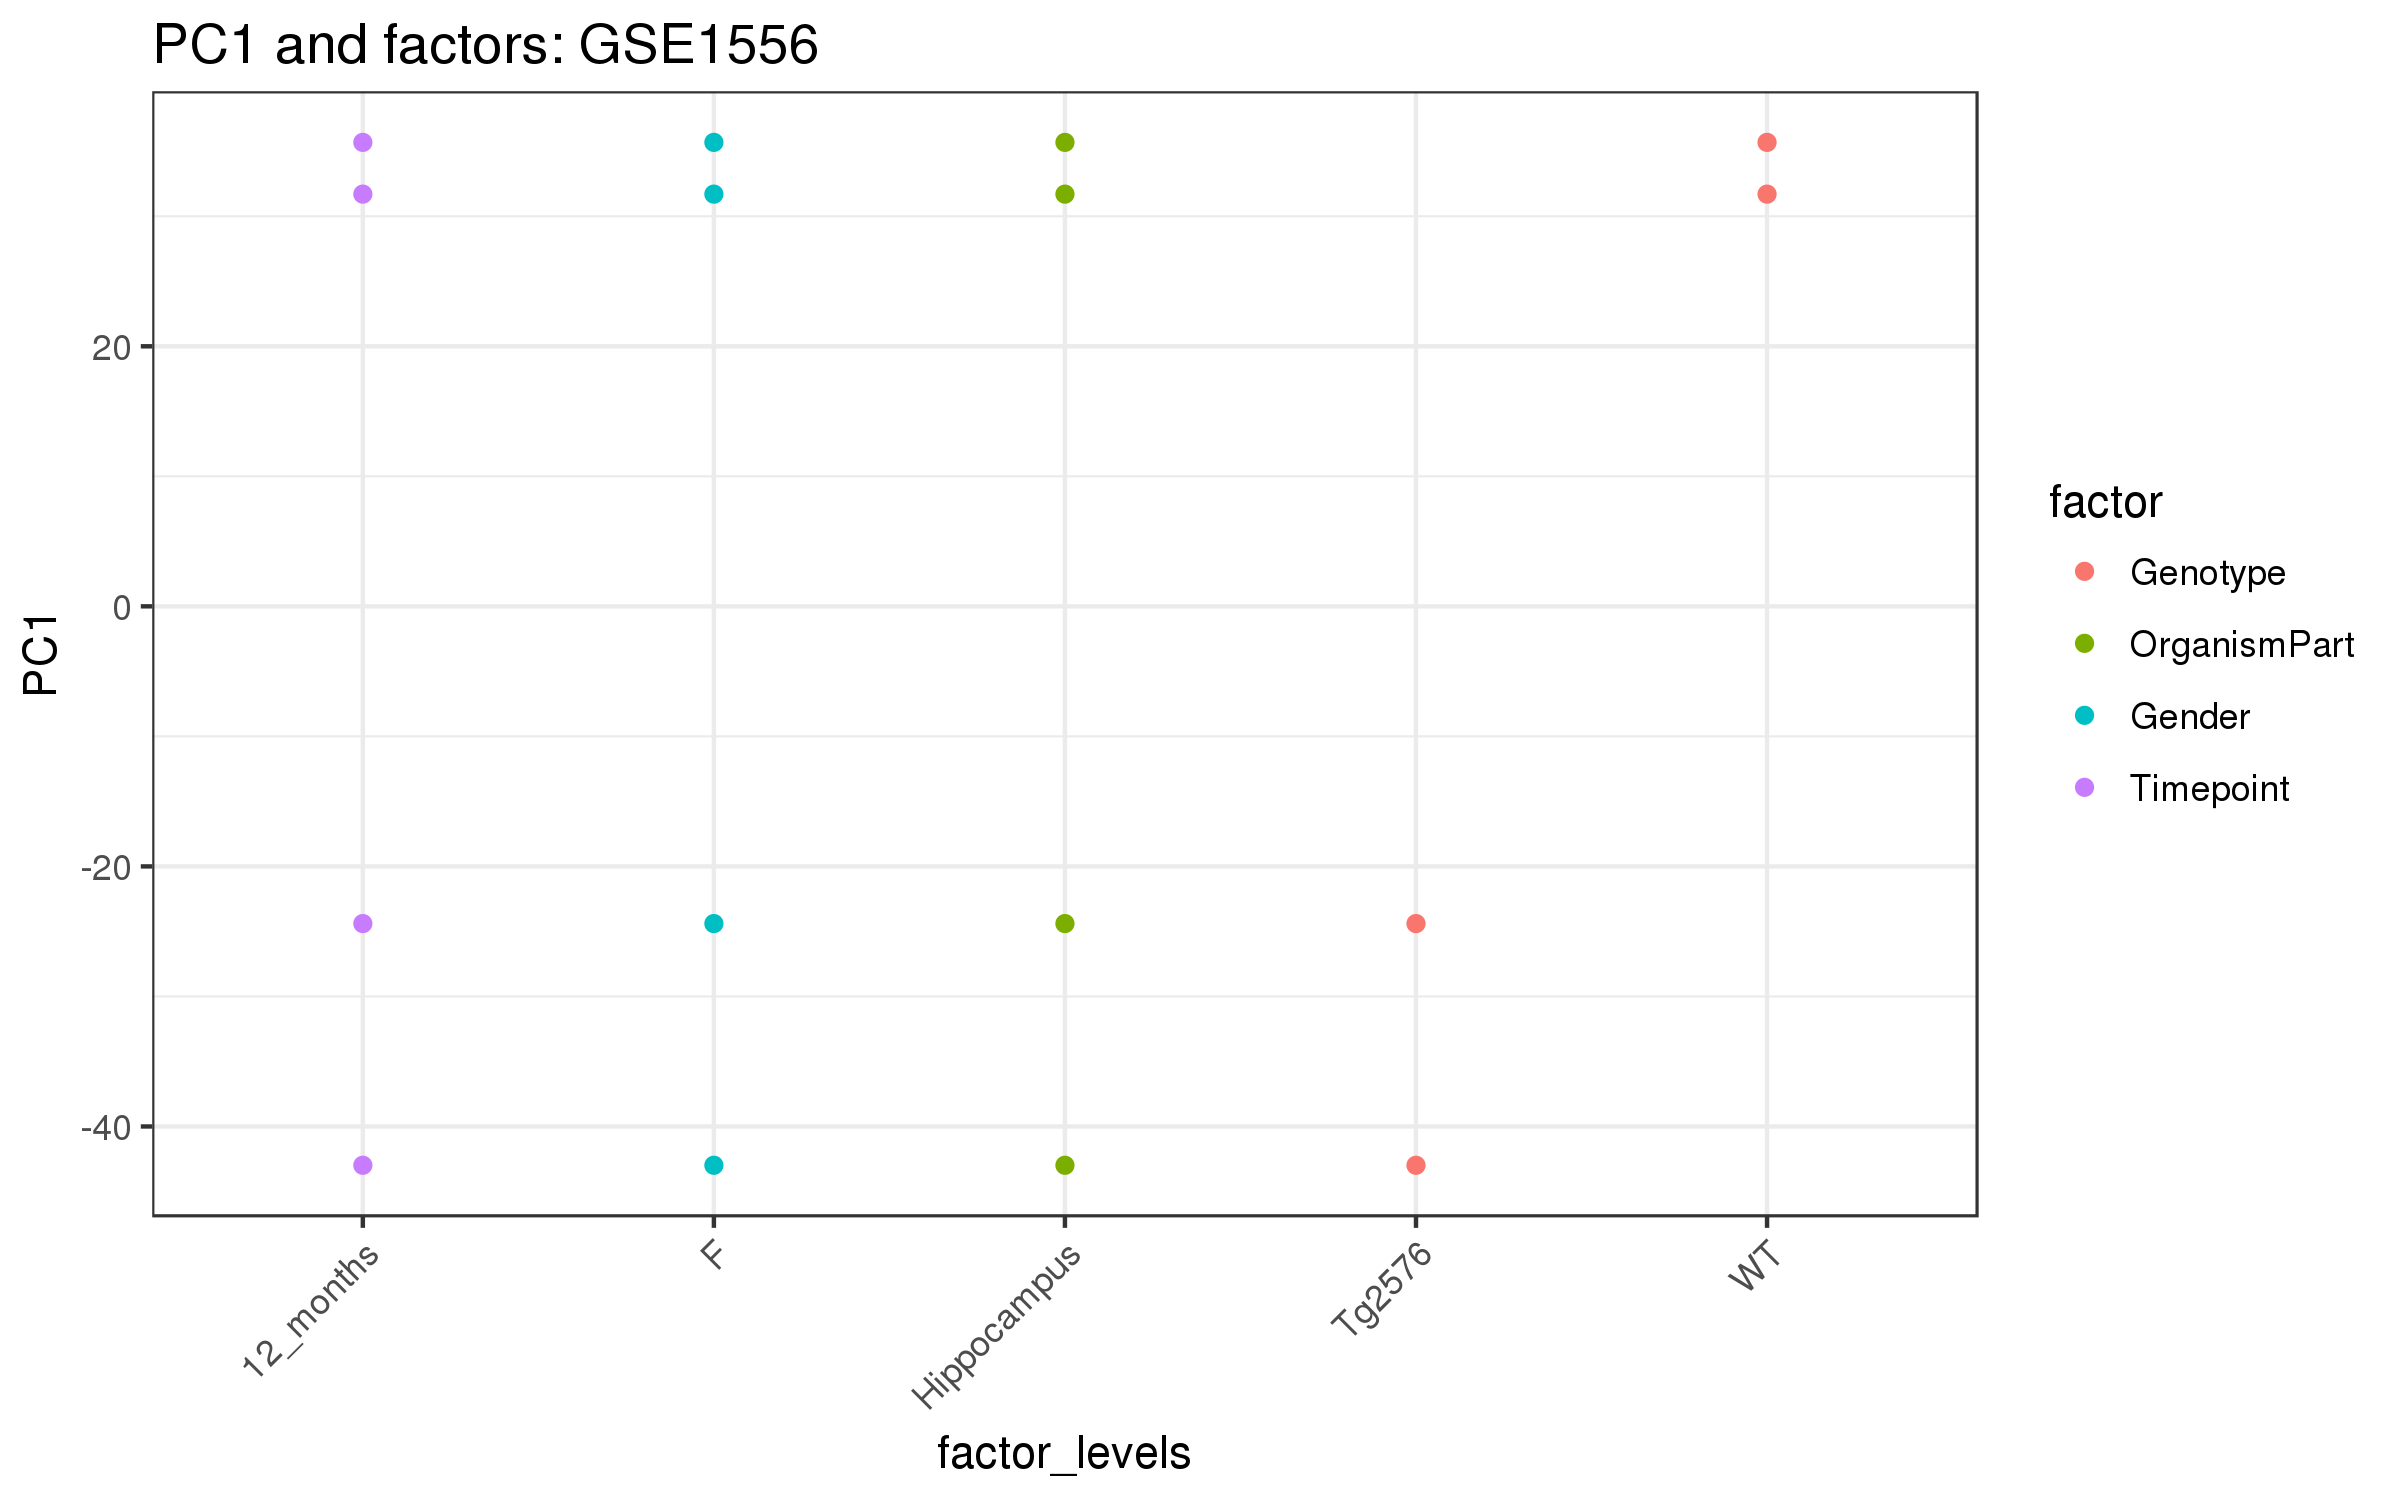 PC1 and factors: GSE1556
20
0
-20
-40
PC1
12_months
F
Hippocampus
Tg2576
WT
factor_levels
factor
Genotype
OrganismPart
Gender
Timepoint